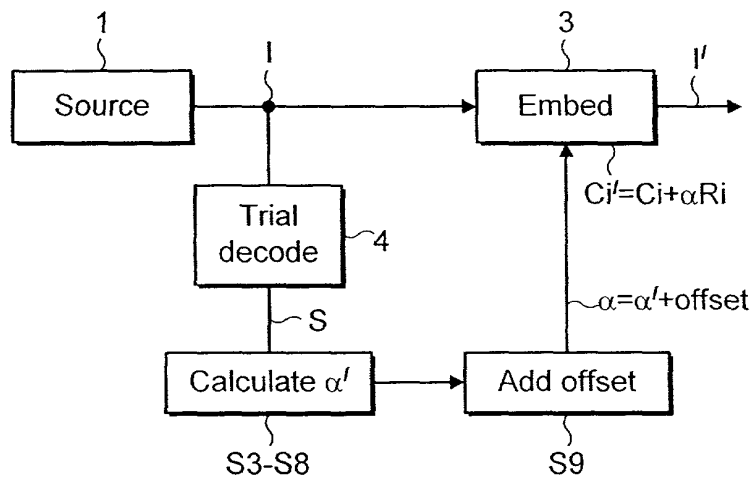 1
I
3
I'
Source
Embed
Ci'=Ci+αRi
Trial
decode
4
S
α=α'+offset
Calculate α'
Add offset
S3-S8
S9